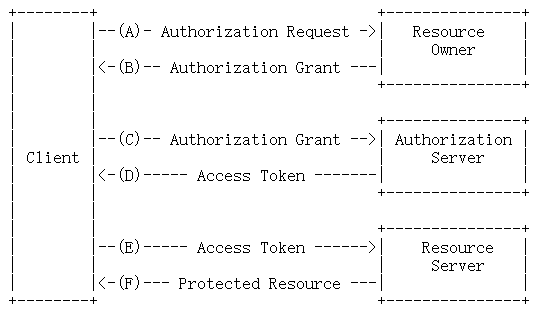 +--------+                               +---------------+
|        |--(A)- Authorization Request ->|   Resource    |
|        |                               |     Owner     |
|        |<-(B)-- Authorization Grant ---|               |
|        |                               +---------------+
|        |
|        |                               +---------------+
|        |--(C)-- Authorization Grant -->| Authorization |
| Client |                               |     Server    |
|        |<-(D)----- Access Token -------|               |
|        |                               +---------------+
|        |
|        |                               +---------------+
|        |--(E)----- Access Token ------>|    Resource   |
|        |                               |     Server    |
|        |<-(F)--- Protected Resource ---|               |
+--------+                               +---------------+